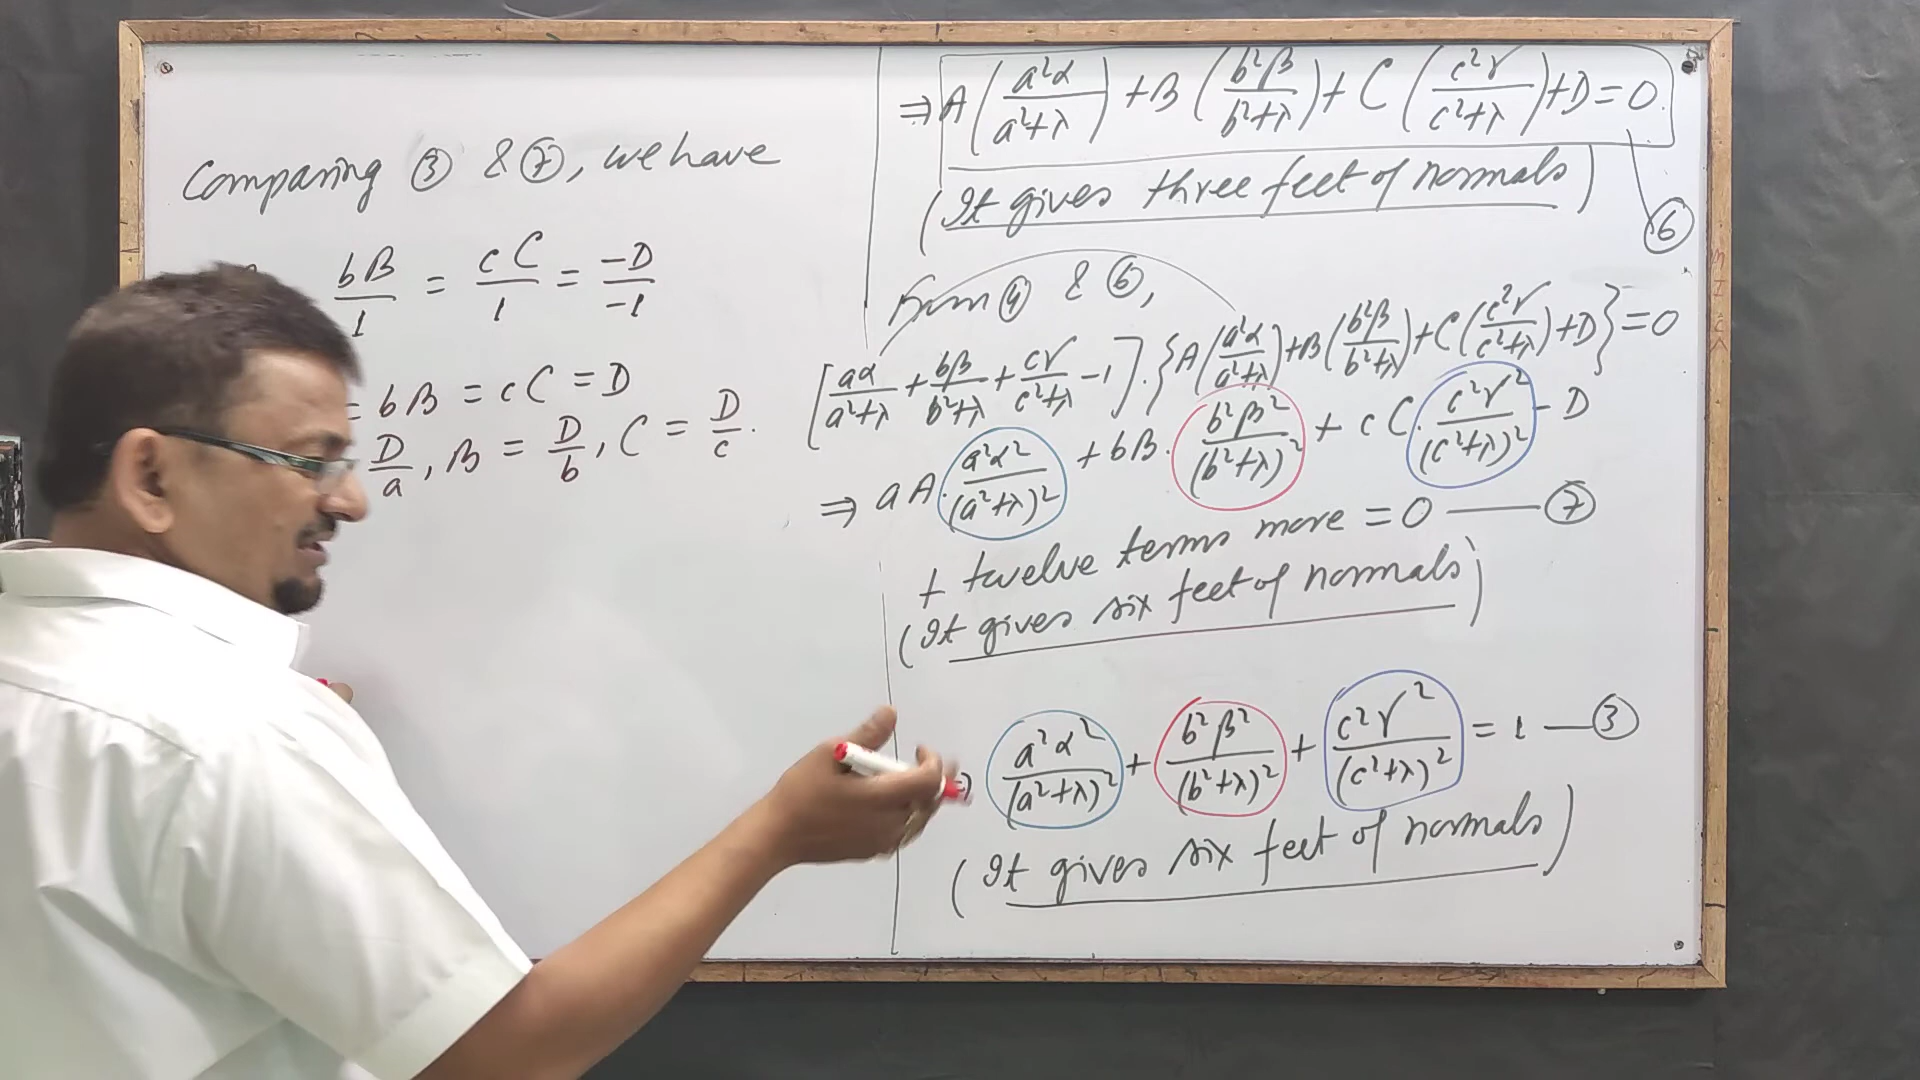 Comparing ③ & ⑦, we have
bB/1 = cC/1 = -D/-1
= bB = cC = D
D/a, B = D/b, C = D/c.
⇒ A(a²α/(a²+λ)) + B(b²β/(b²+λ)) + C(c²γ/(c²+λ)) + D = 0
(It gives three feet of normals)
⑥
From ④ & ⑥,
[aα/(a²+λ) + bβ/(b²+λ) + cγ/(c²+λ) - 1].{A(a²α/(a²+λ)) + B(b²β/(b²+λ)) + C(c²γ/(c²+λ)) + D} = 0
⇒ aA.a²α²/(a²+λ)² + bB.b²β²/(b²+λ)² + cC.c²γ²/(c²+λ)² - D
+ twelve terms more = 0 — ⑦
(It gives six feet of normals)
a²α²/(a²+λ)² + b²β²/(b²+λ)² + c²γ²/(c²+λ)² = 1 — ③
(It gives six feet of normals)